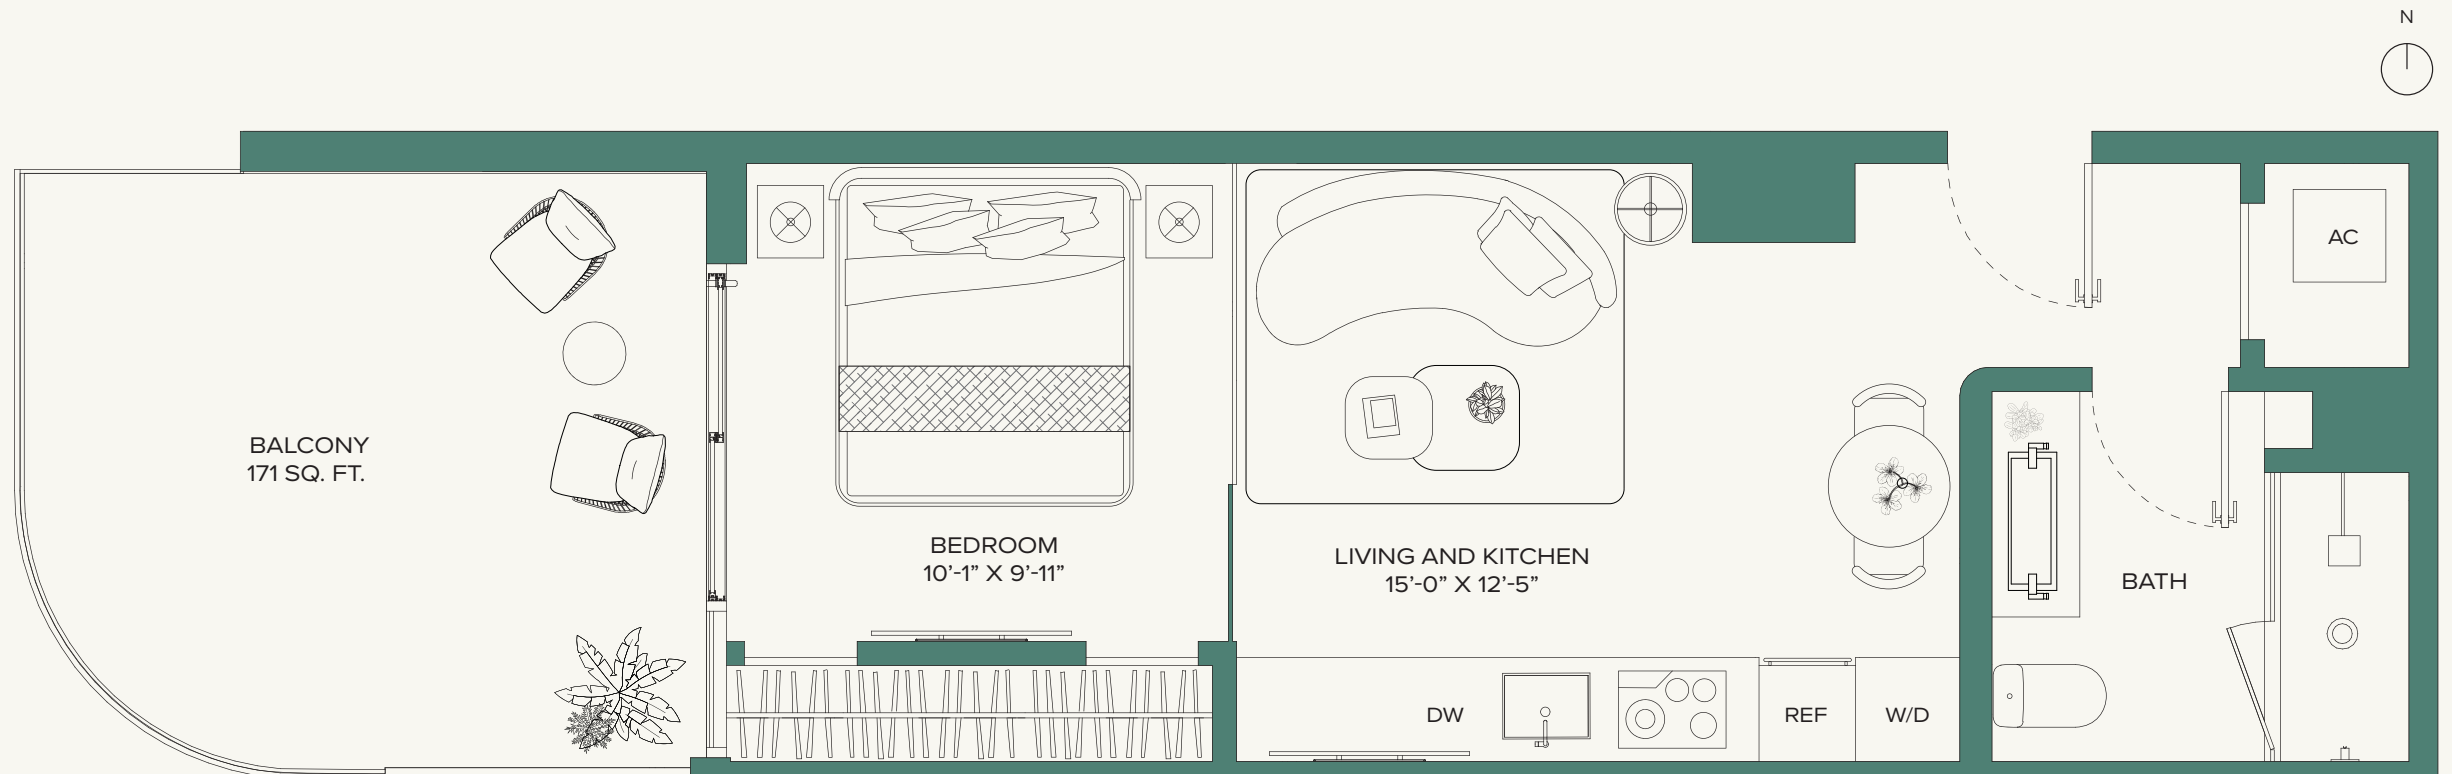 N
AC
BALCONY
171 SQ. FT.
BEDROOM
10’-1” X 9’-11”
LIVING AND KITCHEN
15’-0” X 12’-5”
BATH
DW
REF
W/D